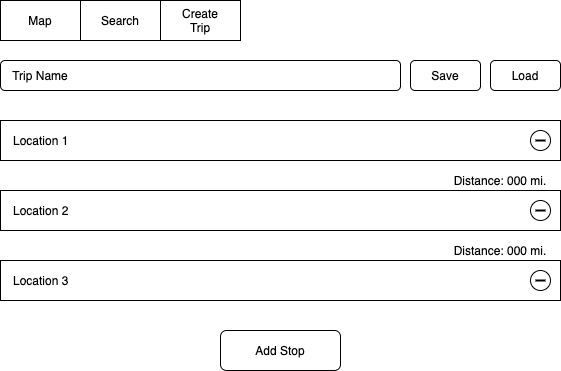 Map
Search
Create
Trip
Trip Name
Save
Load
Location 1
Distance: 000 mi.
Location 2
Distance: 000 mi.
Location 3
Add Stop